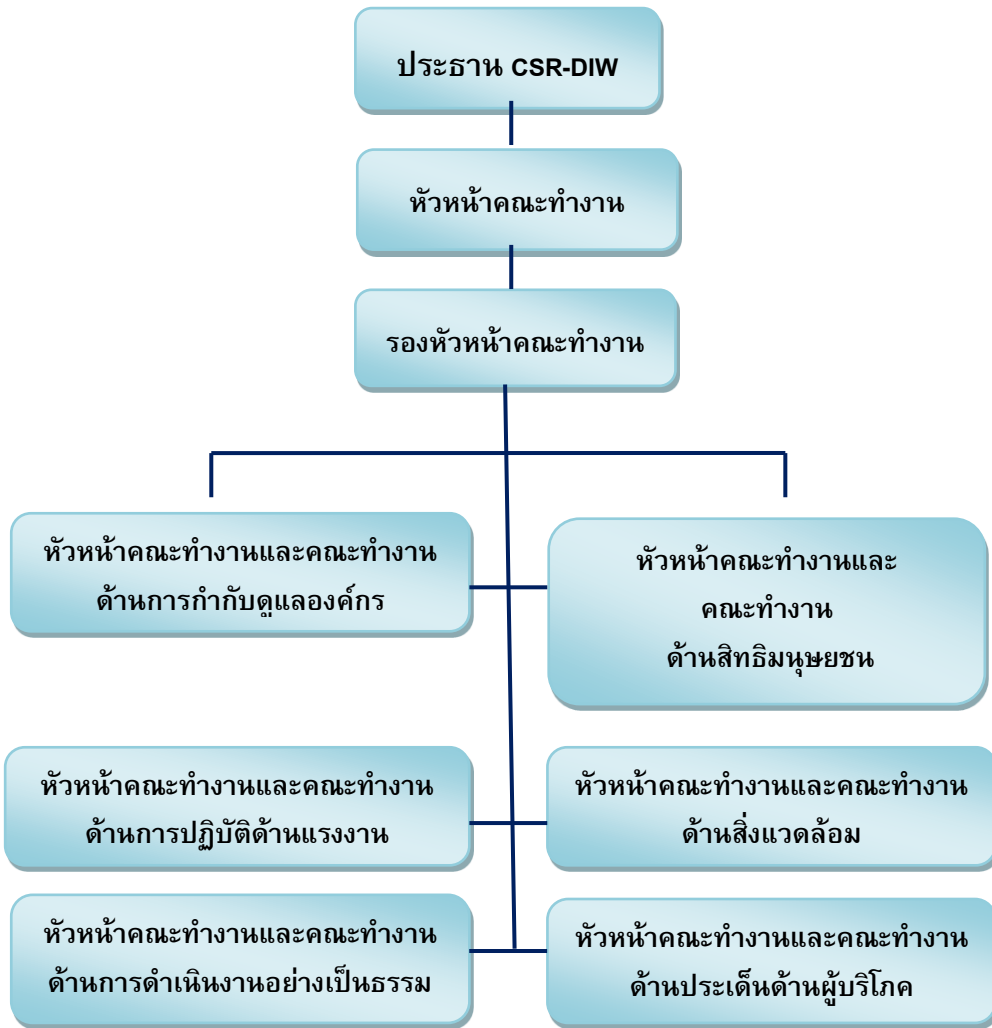 ประธาน CSR-DIW
หัวหน้าคณะทำงาน
รองหัวหน้าคณะทำงาน
หัวหน้าคณะทำงานและคณะทำงาน
ด้านการกำกับดูแลองค์กร
หัวหน้าคณะทำงานและ
คณะทำงาน
ด้านสิทธิมนุษยชน
หัวหน้าคณะทำงานและคณะทำงาน
ด้านการปฏิบัติด้านแรงงาน
หัวหน้าคณะทำงานและคณะทำงาน
ด้านสิ่งแวดล้อม
หัวหน้าคณะทำงานและคณะทำงาน
ด้านการดำเนินงานอย่างเป็นธรรม
หัวหน้าคณะทำงานและคณะทำงาน
ด้านประเด็นด้านผู้บริโภค